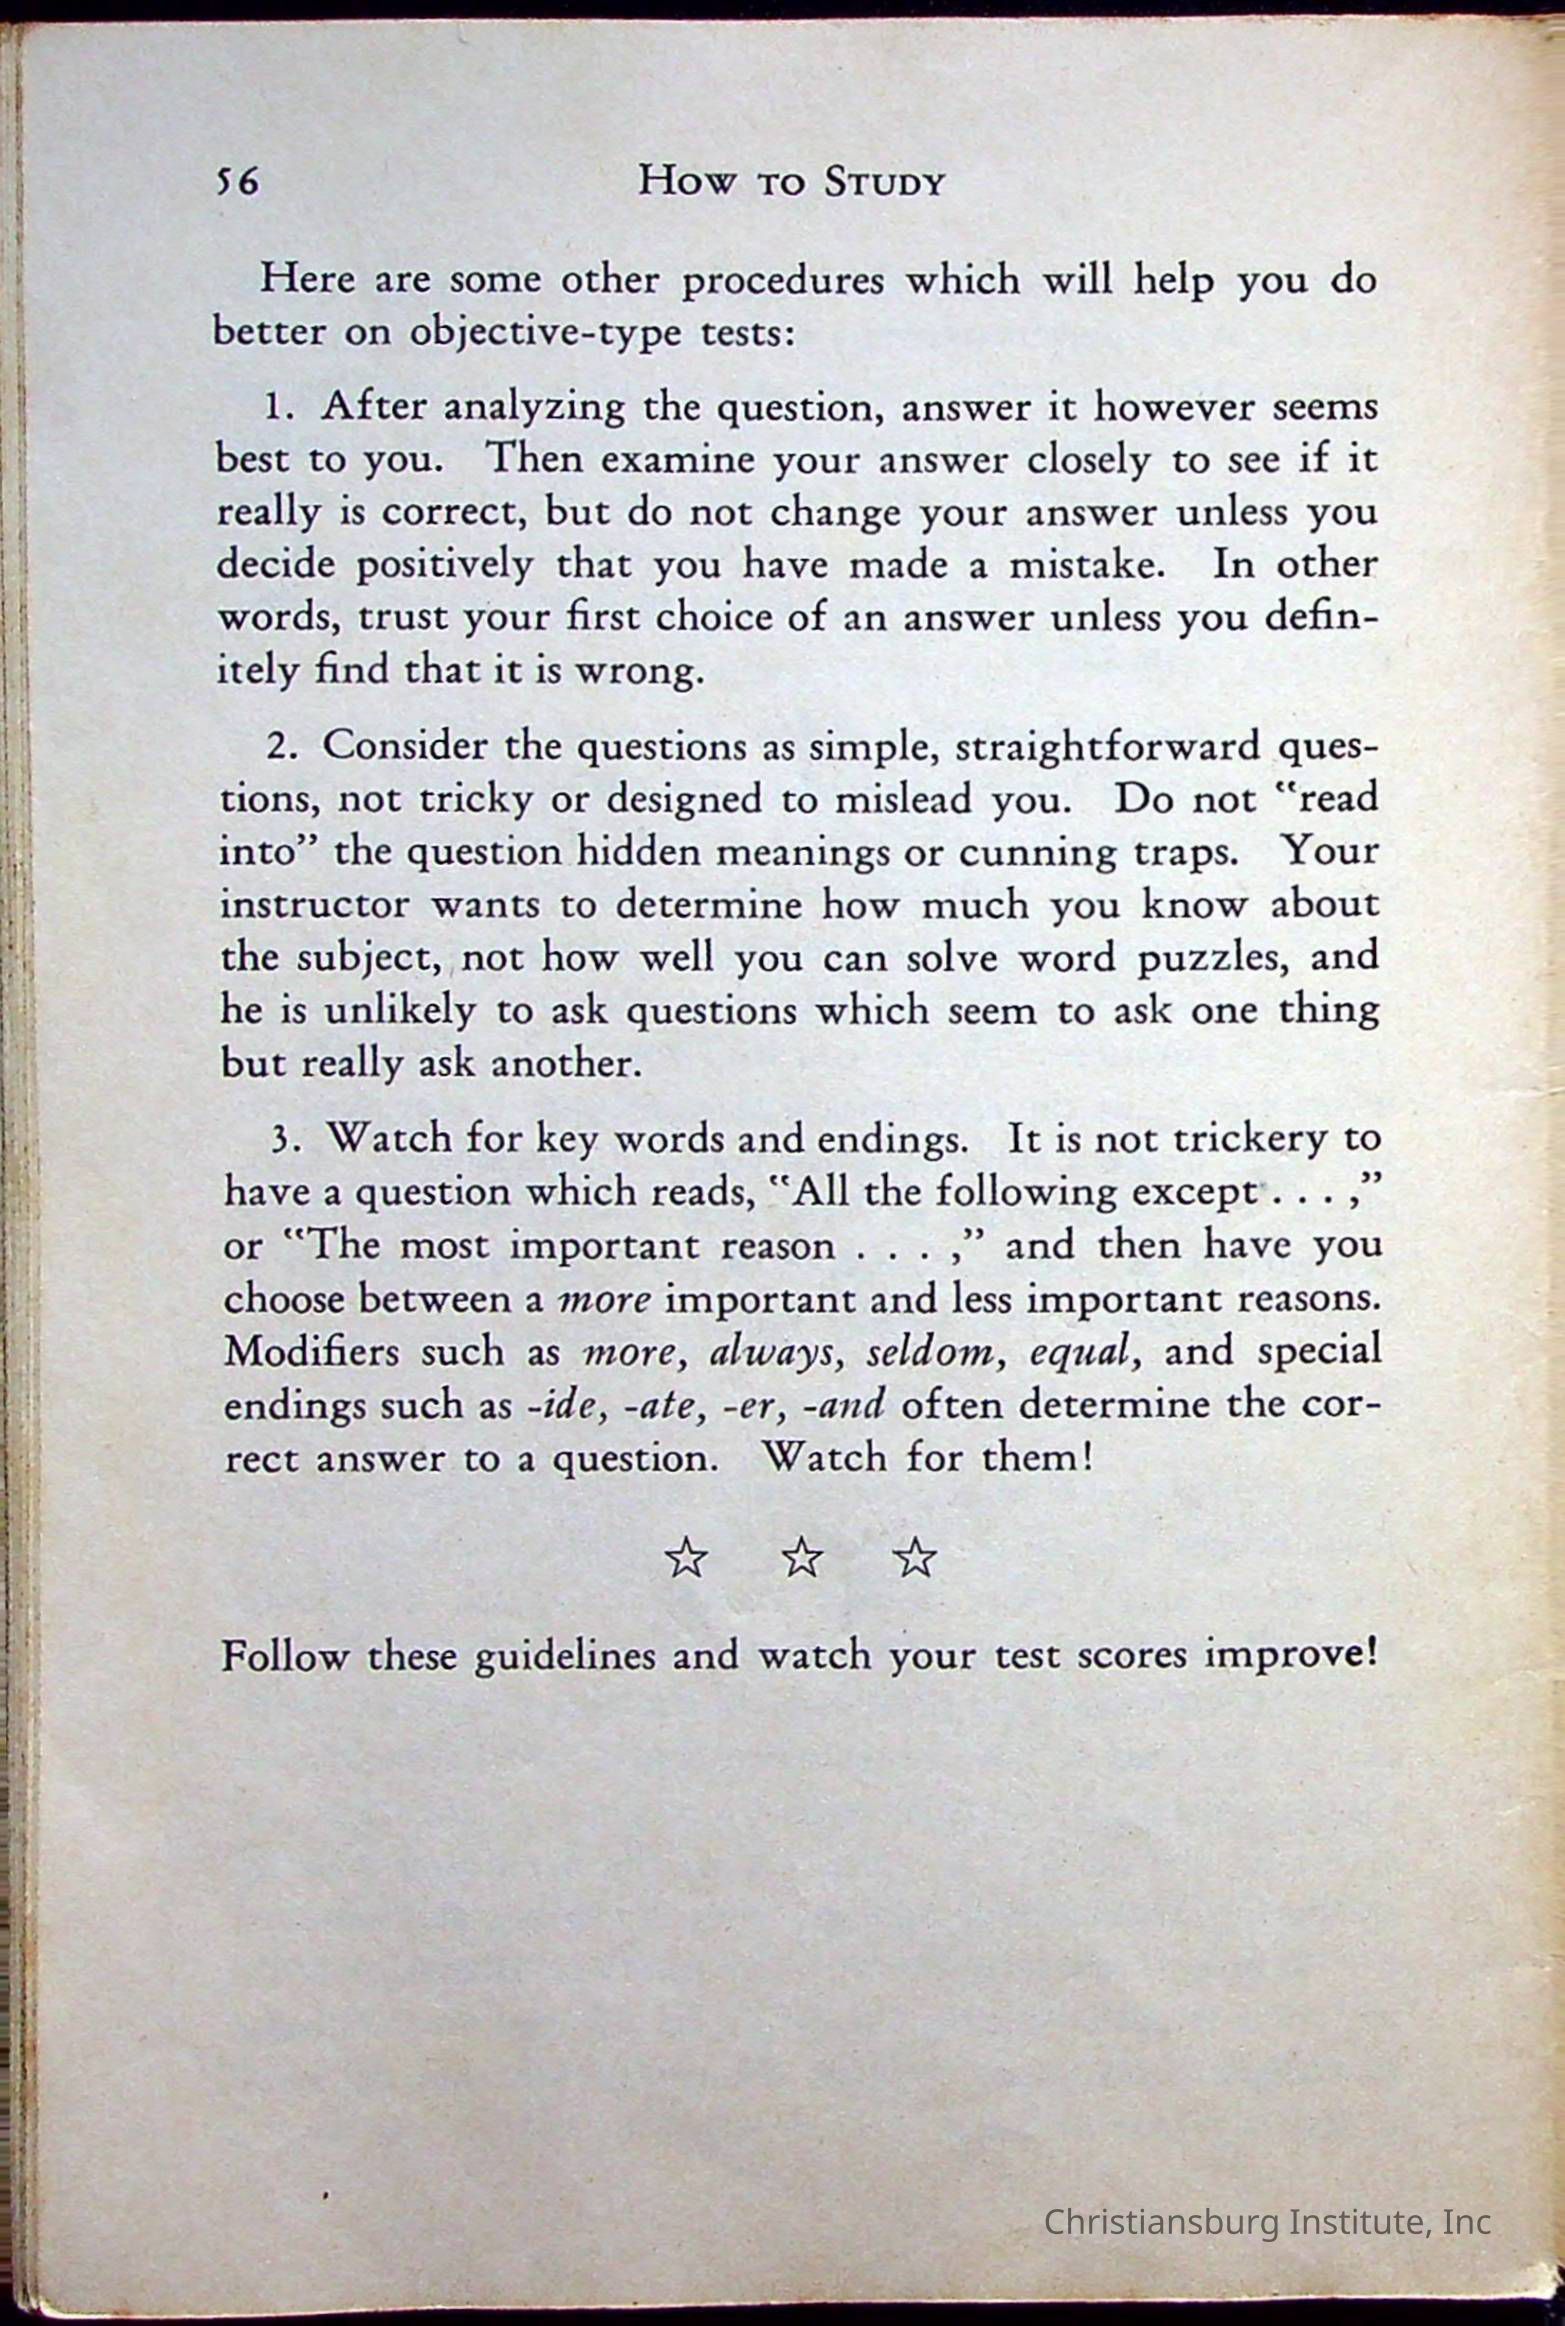 56 How to Study
Here are some other procedures which will help you do
better on objective-type tests:
1. After analyzing the question, answer it however seems
best to you. Then examine your answer closely to see if it
really is correct, but do not change your answer unless you
decide positively that you have made a mistake. In other
words, trust your first choice of an answer unless you defin-
itely find that it is wrong.
2. Consider the questions as simple, straightforward ques-
tions, not tricky or designed to mislead you. Do not "read
into" the question hidden meanings or cunning traps. Your
instructor wants to determine how much you know about
the subject, not how well you can solve word puzzles, and
he is unlikely to ask questions which seem to ask one thing
but really ask another.
3. Watch for key words and endings. It is not trickery to
have a question which reads, "All the following except . . . ,"
or "The most important reason . . . ," and then have you
choose between a more important and less important reasons.
Modifiers such as more, always, seldom, equal, and special
endings such as -ide, -ate, -er, -and often determine the cor-
rect answer to a question. Watch for them!
☆ ☆ ☆
Follow these guidelines and watch your test scores improve!
Christiansburg Institute, Inc